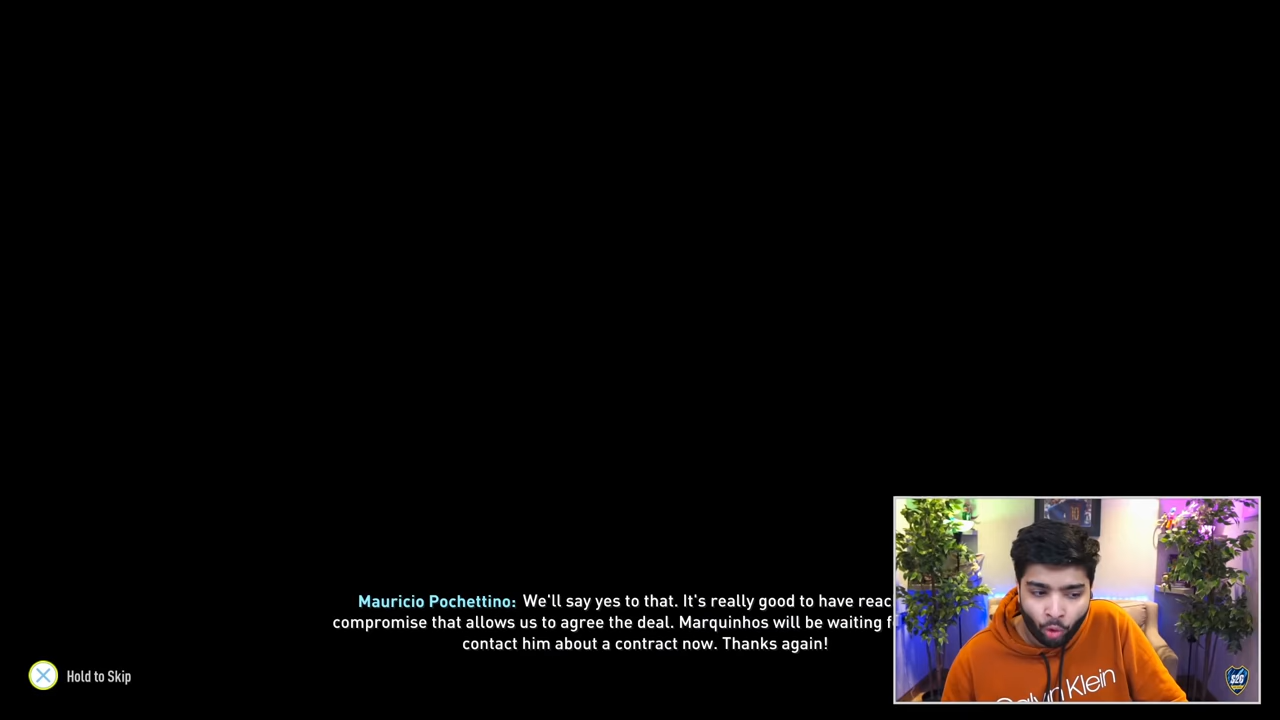 Mauricio Pochettino: We'll say yes to that. It's really good to have reac
compromise that allows us to agree the deal. Marquinhos will be waiting f
contact him about a contract now. Thanks again!
Hold to Skip
Calvin Klein
S2G